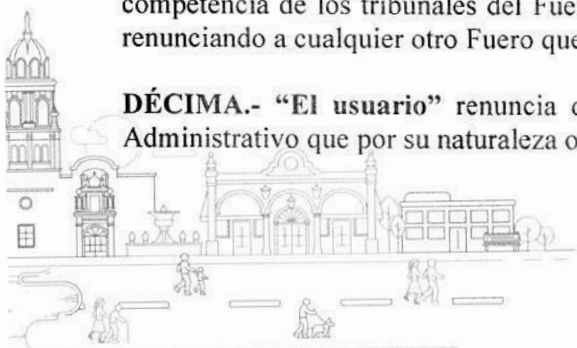 competencia de los tribunales del Fue
renunciando a cualquier otro Fuero que
DÉCIMA.- “El usuario” renuncia
Administrativo que por su naturaleza o